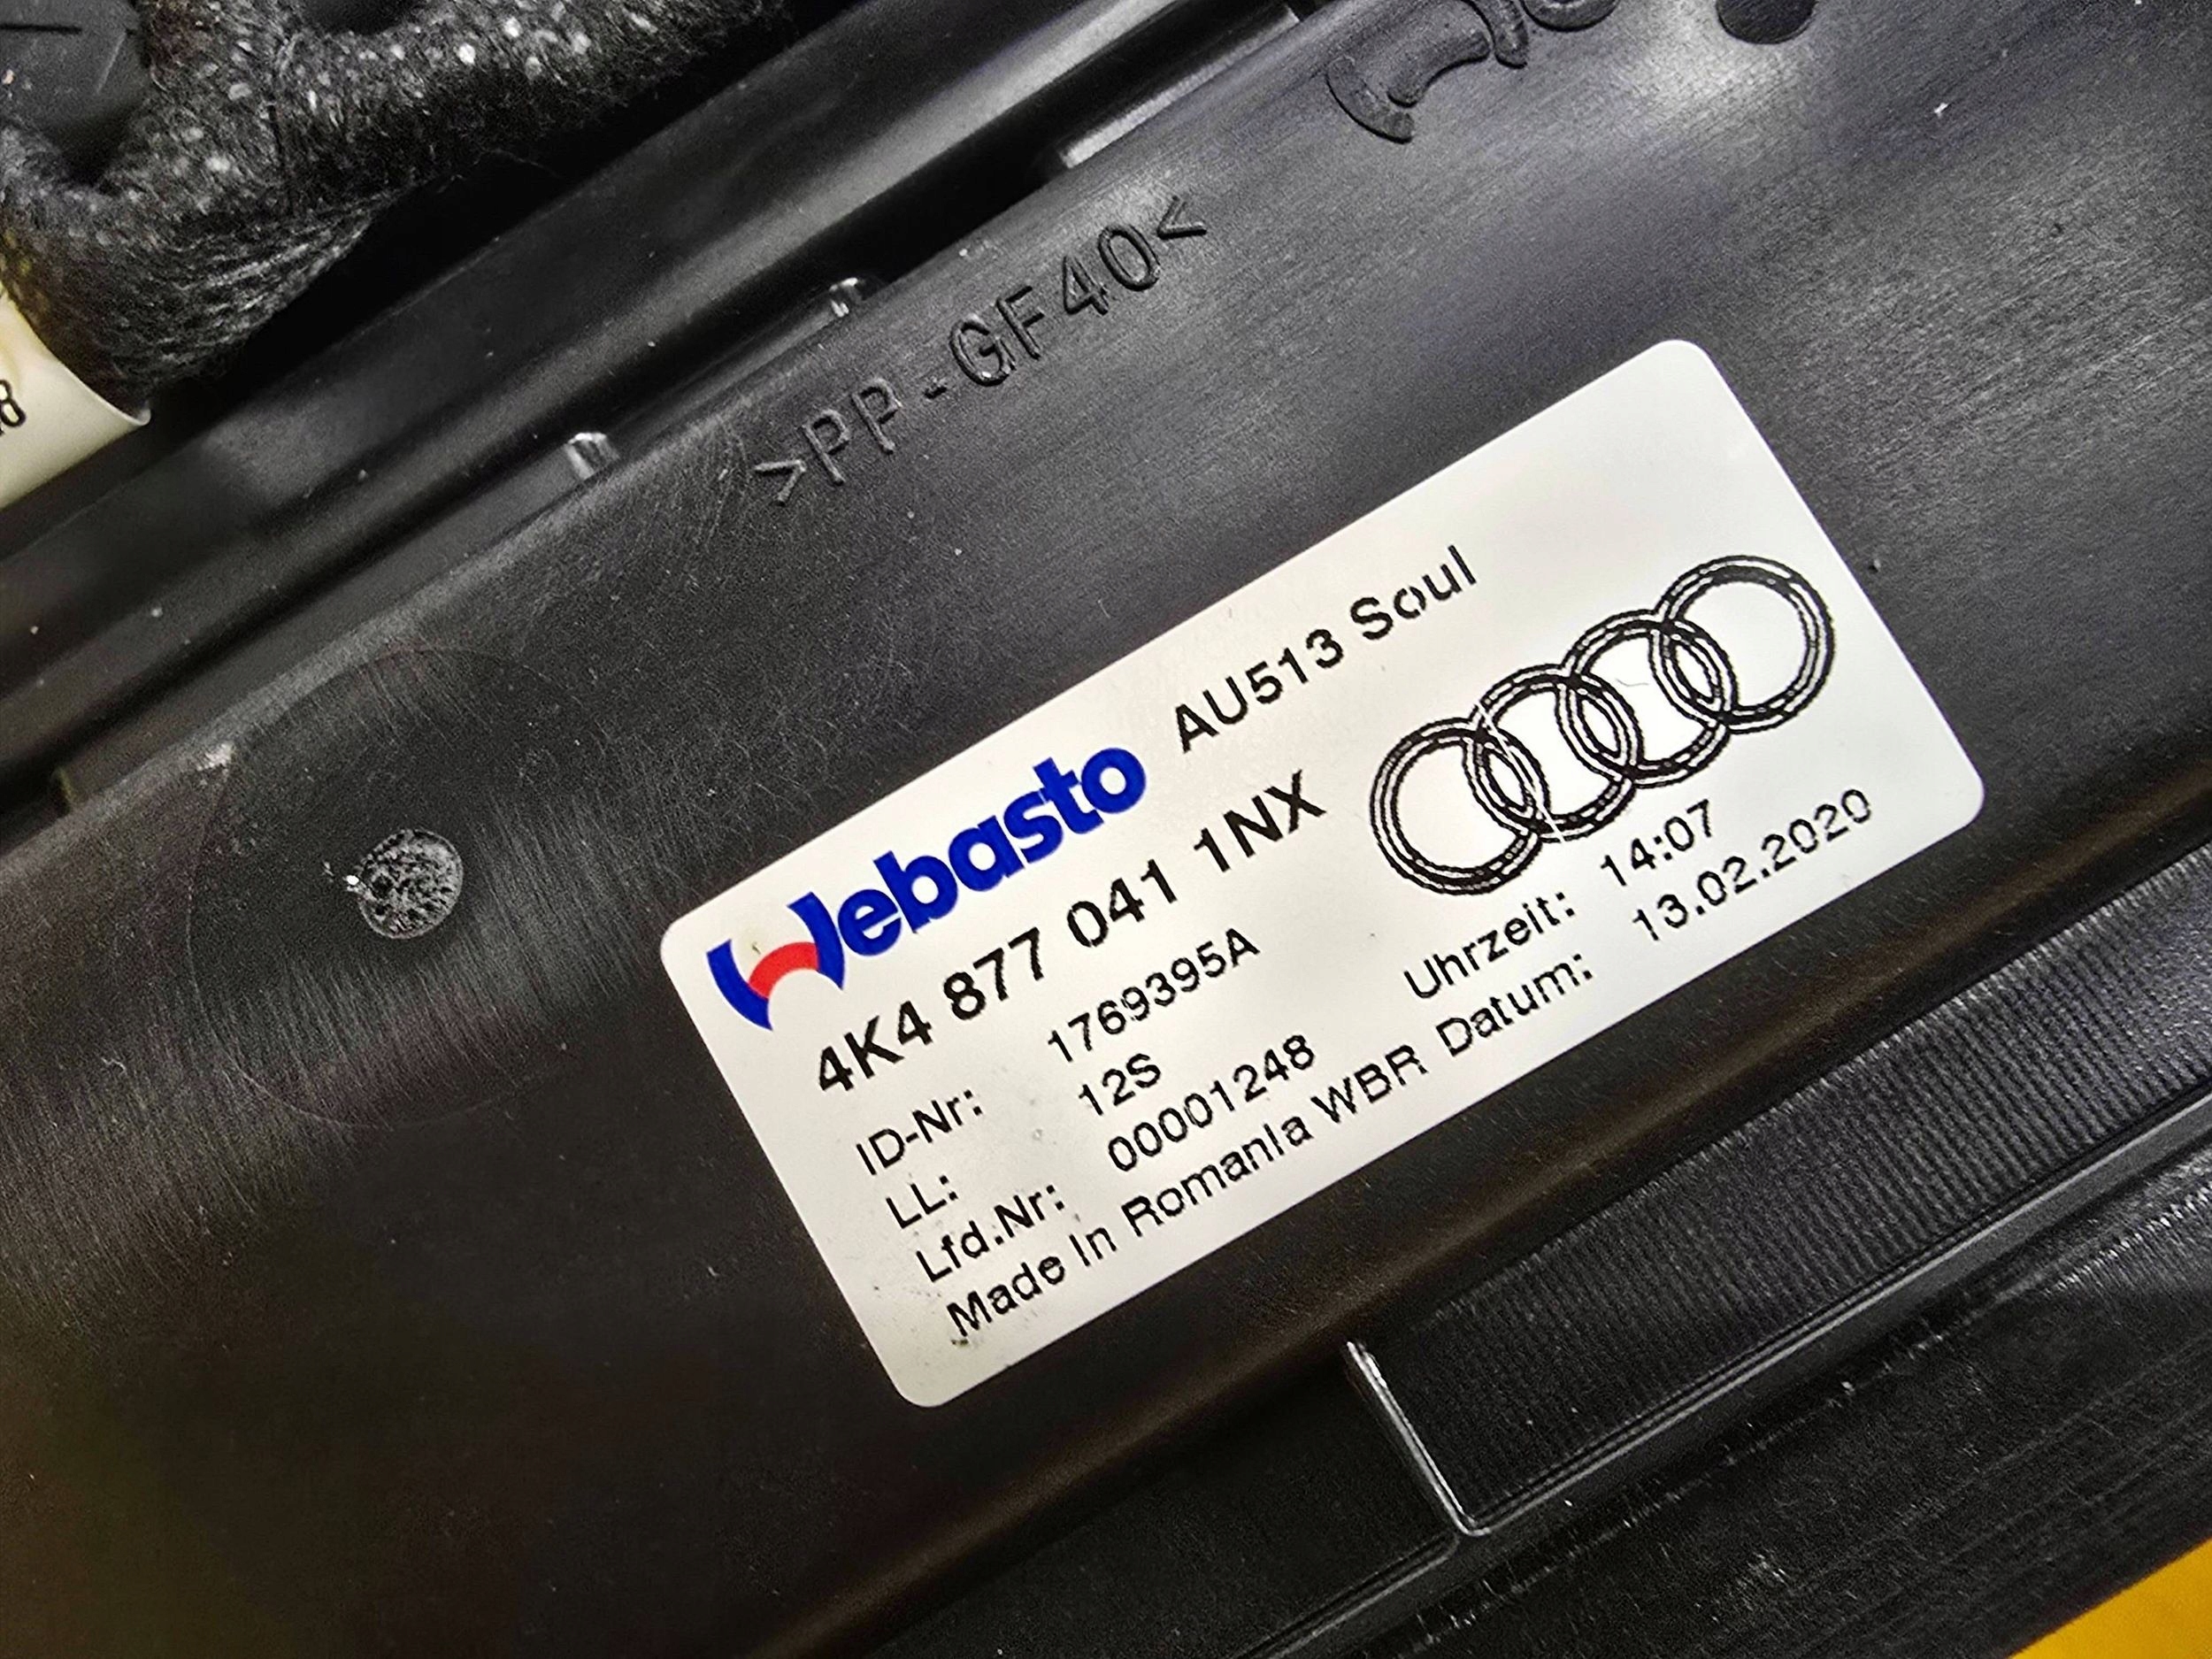 >PP-GF40<
Webasto AU513 Soul
4K4 877 041 1NX
ID-Nr: 1769395A
LL: 12S
Uhrzeit: 14:07
Lfd.Nr: 00001248
Made In Romania WBR Datum: 13.02.2020
8